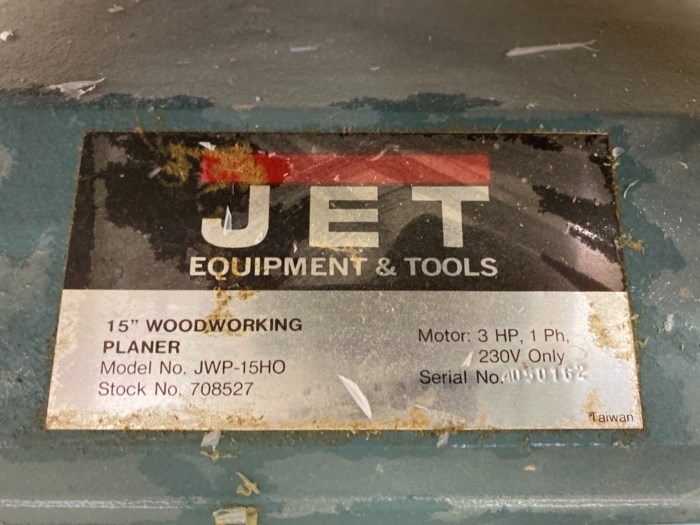 JET
EQUIPMENT & TOOLS
15" WOODWORKING
PLANER
Model No. JWP-15HO
Stock No. 708527
Motor: 3 HP, 1 Ph,
230V Only
Serial No.
Taiwan